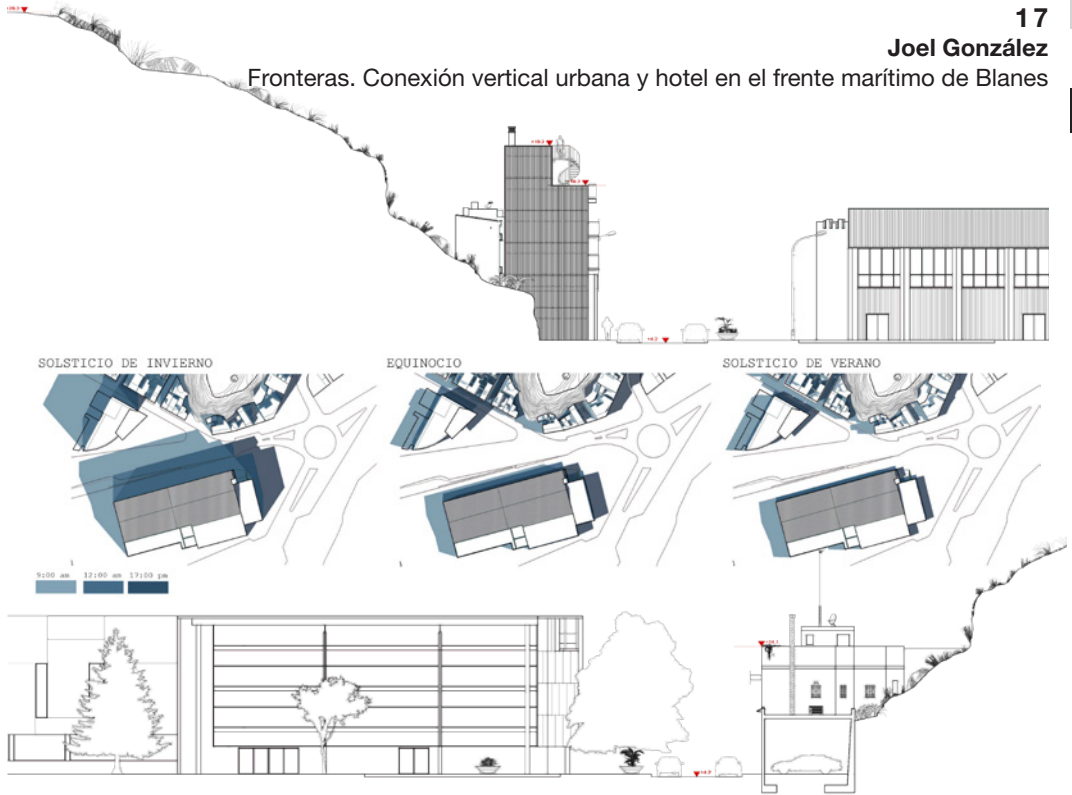 17
Joel González
Fronteras. Conexión vertical urbana y hotel en el frente marítimo de Blanes
SOLSTICIO DE INVIERNO
EQUINOCIO
SOLSTICIO DE VERANO
9:00 am 12:00 am 17:00 pm